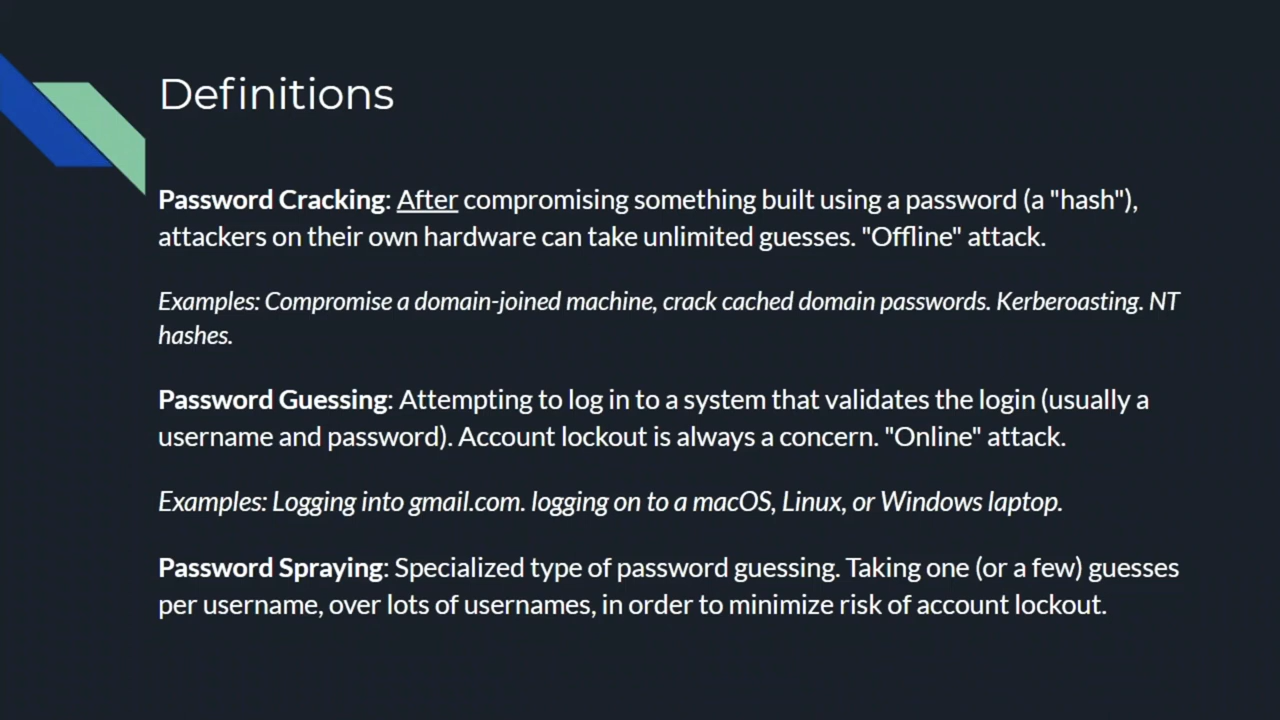 Definitions
Password Cracking: After compromising something built using a password (a "hash"),
attackers on their own hardware can take unlimited guesses. "Offline" attack.
Examples: Compromise a domain-joined machine, crack cached domain passwords. Kerberoasting. NT
hashes.
Password Guessing: Attempting to log in to a system that validates the login (usually a
username and password). Account lockout is always a concern. "Online" attack.
Examples: Logging into gmail.com. logging on to a macOS, Linux, or Windows laptop.
Password Spraying: Specialized type of password guessing. Taking one (or a few) guesses
per username, over lots of usernames, in order to minimize risk of account lockout.